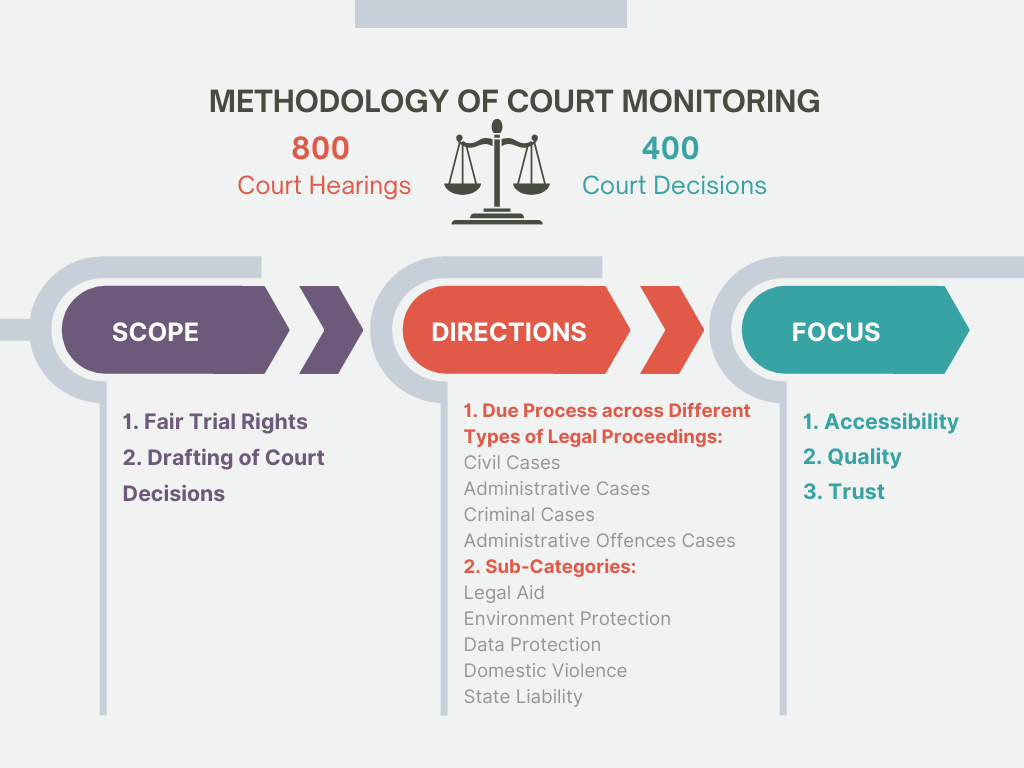 METHODOLOGY OF COURT MONITORING
800
Court Hearings
400
Court Decisions
SCOPE
1. Fair Trial Rights
2. Drafting of Court
Decisions
DIRECTIONS
1. Due Process across Different
Types of Legal Proceedings:
Civil Cases
Administrative Cases
Criminal Cases
Administrative Offences Cases
2. Sub-Categories:
Legal Aid
Environment Protection
Data Protection
Domestic Violence
State Liability
FOCUS
1. Accessibility
2. Quality
3. Trust